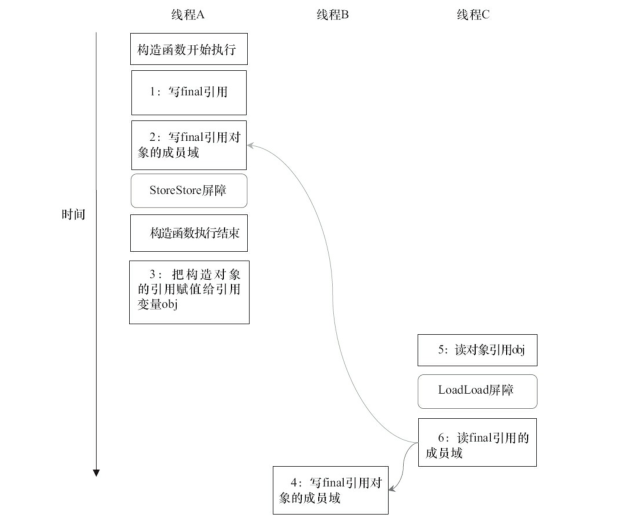 线程A
线程B
线程C
构造函数开始执行
1：写final引用
2：写final引用对
象的成员域
StoreStore屏障
时间
构造函数执行结束
3：把构造对象
的引用赋值给引用
变量obj
5：读对象引用obj
LoadLoad屏障
6：读final引用的
成员域
4：写final引用对
象的成员域